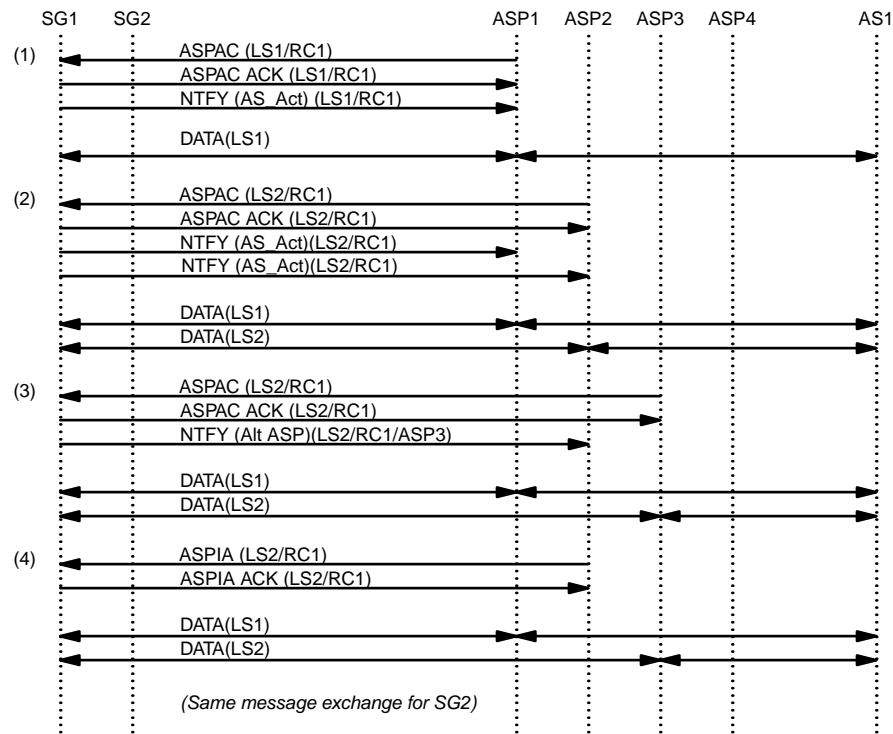 SG1 SG2 ASP1 ASP2 ASP3 ASP4 AS1
(1) ASPAC (LS1/RC1)
ASPAC ACK (LS1/RC1)
NTFY (AS_Act) (LS1/RC1)
DATA(LS1)
(2) ASPAC (LS2/RC1)
ASPAC ACK (LS2/RC1)
NTFY (AS_Act)(LS2/RC1)
NTFY (AS_Act)(LS2/RC1)
DATA(LS1)
DATA(LS2)
(3) ASPAC (LS2/RC1)
ASPAC ACK (LS2/RC1)
NTFY (Alt ASP)(LS2/RC1/ASP3)
DATA(LS1)
DATA(LS2)
(4) ASPIA (LS2/RC1)
ASPIA ACK (LS2/RC1)
DATA(LS1)
DATA(LS2)
(Same message exchange for SG2)